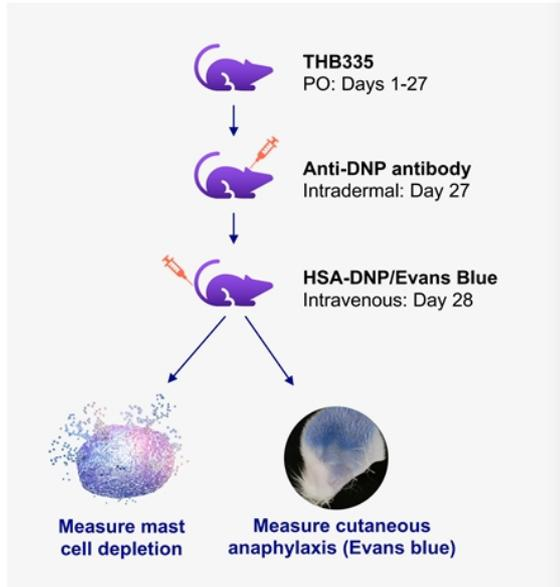 THB335
PO: Days 1-27
Anti-DNP antibody
Intradermal: Day 27
HSA-DNP/Evans Blue
Intravenous: Day 28
Measure mast
cell depletion
Measure cutaneous
anaphylaxis (Evans blue)